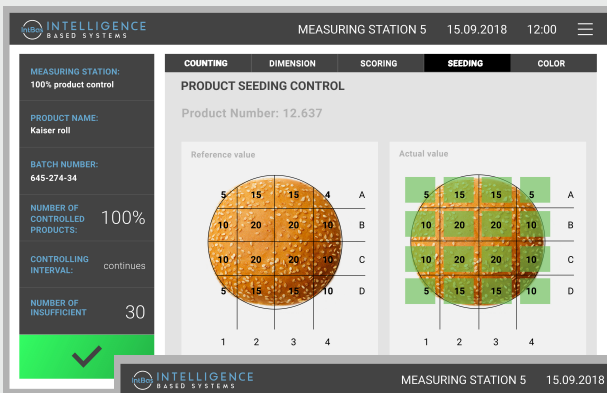 IntBos INTELLIGENCE
BASED SYSTEMS
MEASURING STATION 5 15.09.2018 12:00
MEASURING STATION:
100% product control
PRODUCT NAME:
Kaiser roll
BATCH NUMBER:
645-274-34
NUMBER OF
CONTROLLED
PRODUCTS:
100%
CONTROLLING
INTERVAL:
continues
NUMBER OF
INSUFFICIENT
30
COUNTING DIMENSION SCORING SEEDING COLOR
PRODUCT SEEDING CONTROL
Product Number: 12.637
Reference value
5 15 15 4 A
10 20 20 10 B
10 20 20 10 C
5 15 15 10 D
1 2 3 4
Actual value
5 15 15 5 A
10 20 20 10 B
10 20 20 10 C
5 15 15 10 D
1 2 3 4
IntBos INTELLIGENCE
BASED SYSTEMS
MEASURING STATION 5 15.09.2018